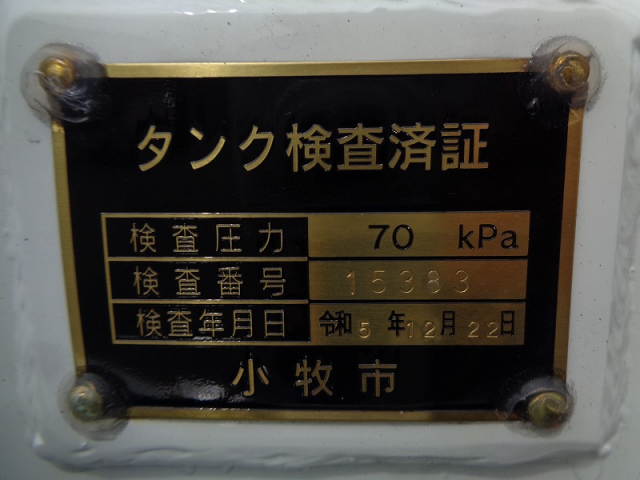 タンク検査済証
検査圧力 70 kPa
検査番号 15383
検査年月日 令和5年12月22日
小牧市